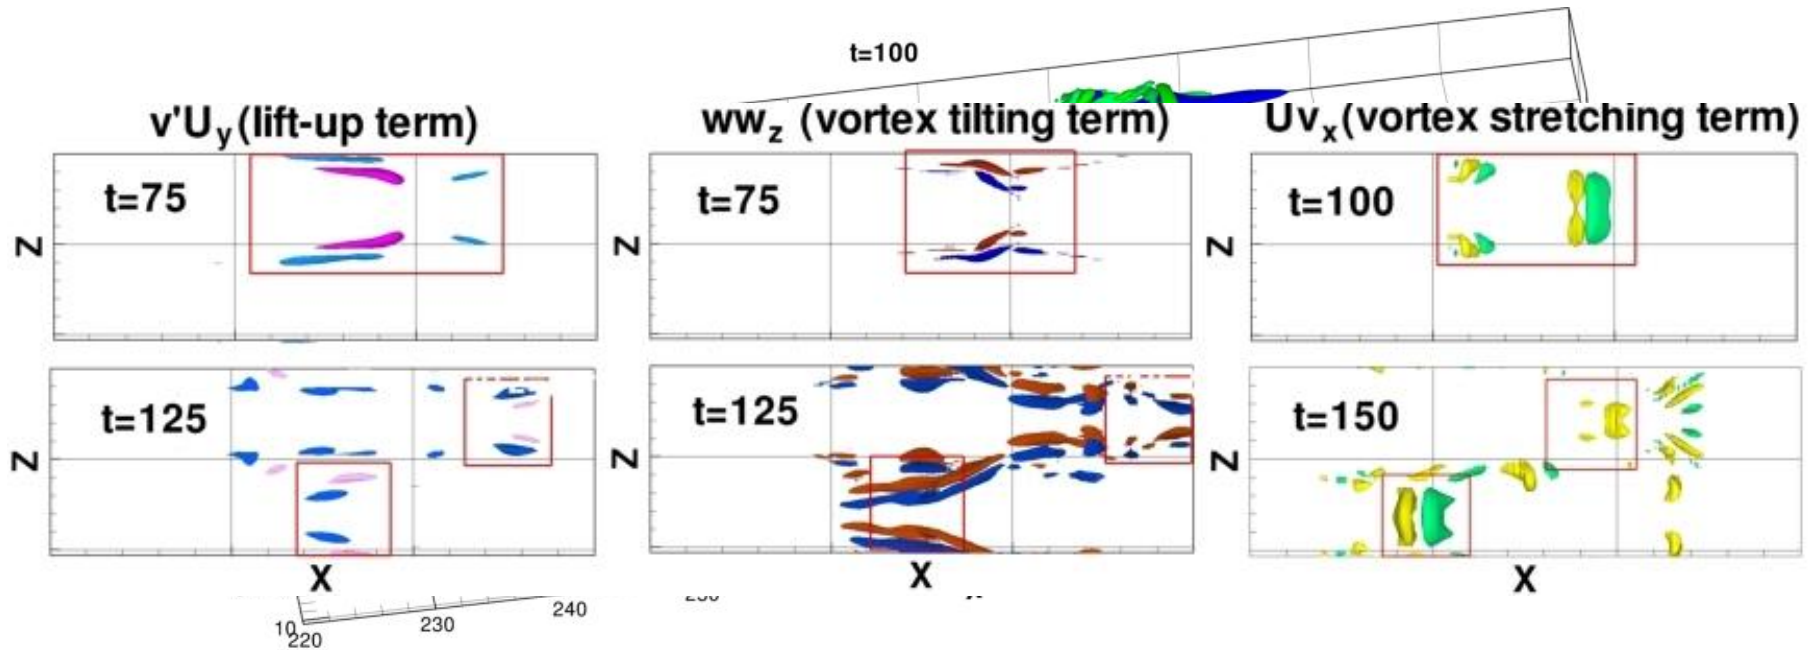 t=100
v'Uy (lift-up term)
wwz (vortex tilting term)
Uvx (vortex stretching term)
t=75
t=75
t=100
Z
Z
Z
t=125
t=125
t=150
Z
Z
Z
X
X
X
10
220
230
240